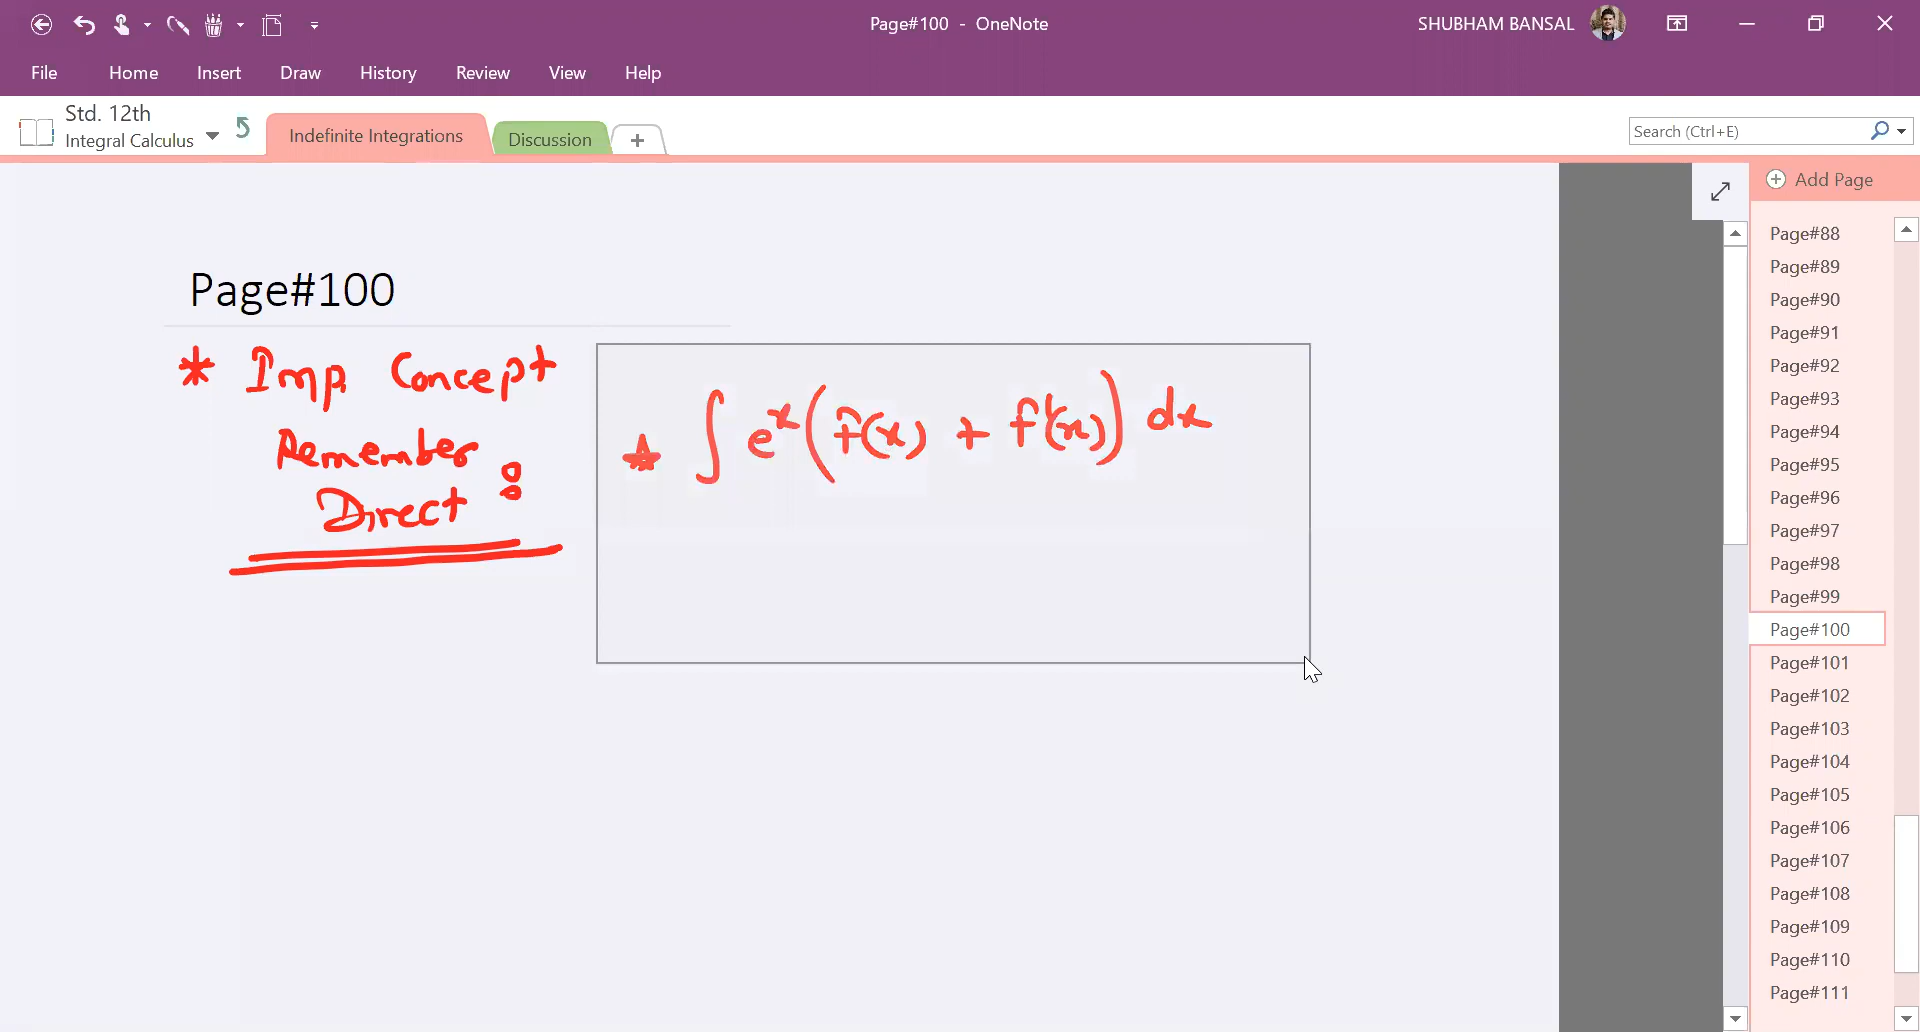 Page#100 - OneNote
SHUBHAM BANSAL
File Home Insert Draw History Review View Help
Std. 12th
Integral Calculus
Indefinite Integrations
Discussion
+
Search (Ctrl+E)
Add Page
Page#100
* Imp. Concept
Remember
Direct :
☆ ∫ e^x (f(x) + f'(x)) dx
Page#88
Page#89
Page#90
Page#91
Page#92
Page#93
Page#94
Page#95
Page#96
Page#97
Page#98
Page#99
Page#100
Page#101
Page#102
Page#103
Page#104
Page#105
Page#106
Page#107
Page#108
Page#109
Page#110
Page#111